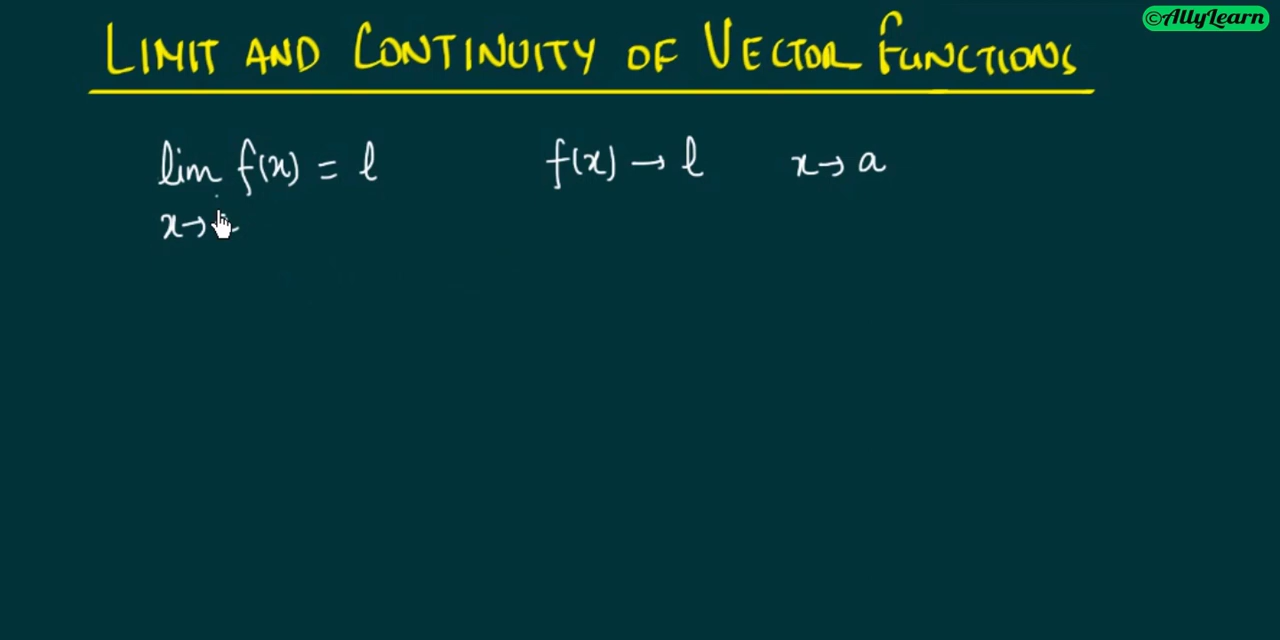 ©AllyLearn
LIMIT AND CONTINUITY OF VECTOR FUNCTIONS
lim f(x) = l f(x) → l x → a
x →